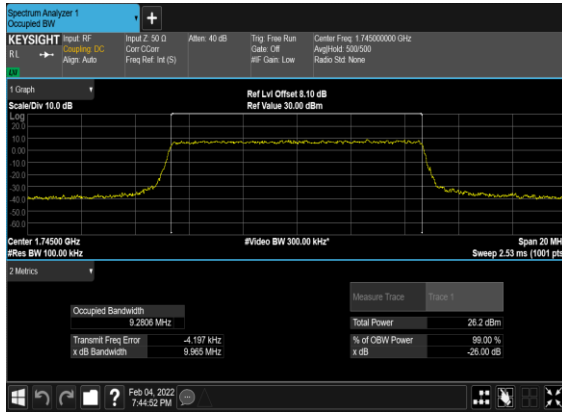 Spectrum Analyzer 1
Occupied BW
KEYSIGHT
RL
Input: RF
Coupling: DC
Align: Auto
Input Z: 50 Ω
Corr CCorr
Freq Ref: Int (S)
Atten: 40 dB
Trig: Free Run
Gate: Off
#IF Gain: Low
Center Freq: 1.745000000 GHz
Avg|Hold: 500/500
Radio Std: None
1 Graph
Scale/Div 10.0 dB
Ref Lvl Offset 8.10 dB
Ref Value 30.00 dBm
Log
20.0
10.0
0.00
-10.0
-20.0
-30.0
-40.0
-50.0
-60.0
Center 1.74500 GHz
#Res BW 100.00 kHz
#Video BW 300.00 kHz*
Span 20 MH
Sweep 2.53 ms (1001 pts
2 Metrics
Measure Trace Trace 1
Occupied Bandwidth
9.2806 MHz
Total Power 26.2 dBm
Transmit Freq Error -4.197 kHz
% of OBW Power 99.00 %
x dB Bandwidth 9.965 MHz
x dB -26.00 dB
Feb 04, 2022
7:44:52 PM